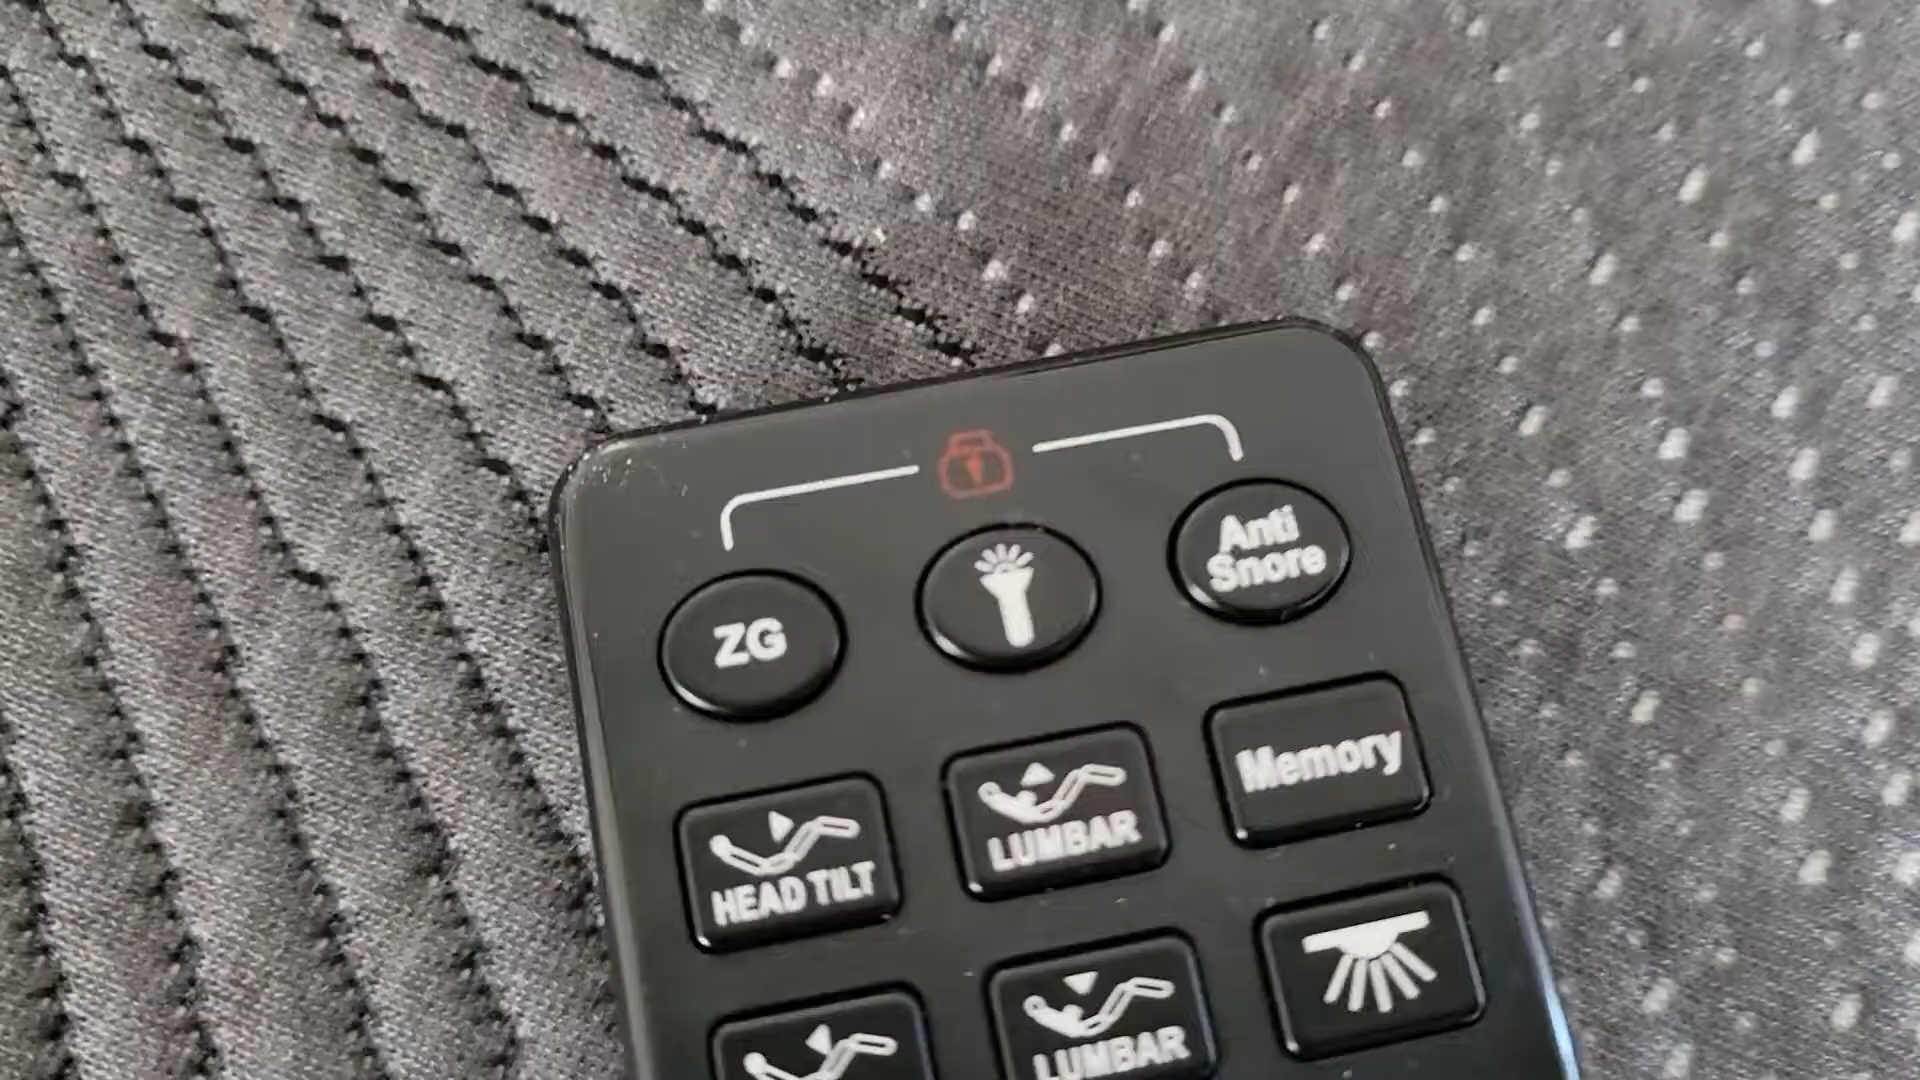 ZG
Anti
Snore
HEAD TILT
LUMBAR
Memory
LUMBAR